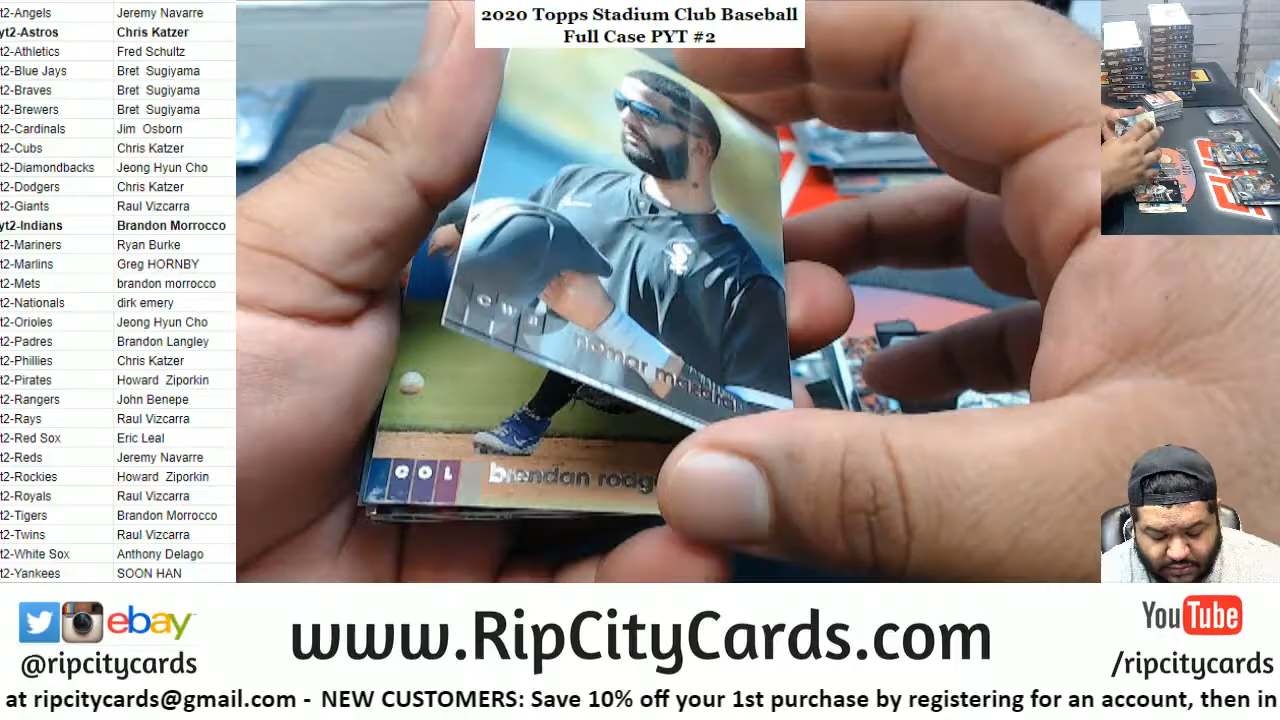 2020 Topps Stadium Club Baseball
Full Case PYT #2
t2-Angels Jeremy Navarre
yt2-Astros Chris Katzer
t2-Athletics Fred Schultz
t2-Blue Jays Bret Sugiyama
t2-Braves Bret Sugiyama
t2-Brewers Bret Sugiyama
t2-Cardinals Jim Osborn
t2-Cubs Chris Katzer
t2-Diamondbacks Jeong Hyun Cho
t2-Dodgers Chris Katzer
t2-Giants Raul Vizcarra
yt2-Indians Brandon Morrocco
t2-Mariners Ryan Burke
t2-Marlins Greg HORNBY
t2-Mets brandon morrocco
t2-Nationals dirk emery
t2-Orioles Jeong Hyun Cho
t2-Padres Brandon Langley
t2-Phillies Chris Katzer
t2-Pirates Howard Ziporkin
t2-Rangers John Benepe
t2-Rays Raul Vizcarra
t2-Red Sox Eric Leal
t2-Reds Jeremy Navarre
t2-Rockies Howard Ziporkin
t2-Royals Raul Vizcarra
t2-Tigers Brandon Morrocco
t2-Twins Raul Vizcarra
t2-White Sox Anthony Delago
t2-Yankees SOON HAN
CWS
nomar mazara
COL brendan rodg
ebay
@ripcitycards
www.RipCityCards.com
YouTube
/ripcitycards
at ripcitycards@gmail.com - NEW CUSTOMERS: Save 10% off your 1st purchase by registering for an account, then in